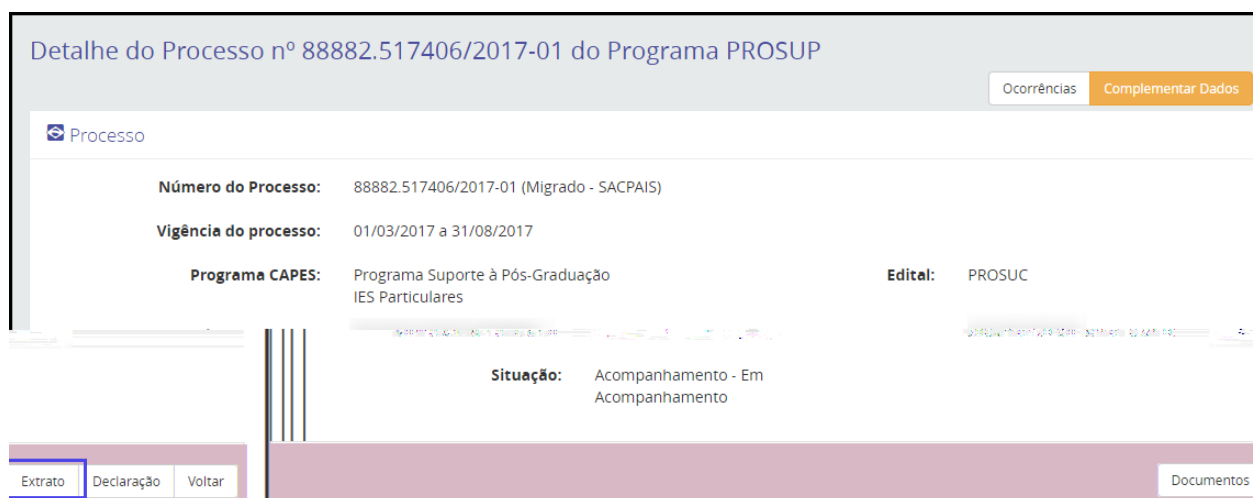 Detalhe do Processo nº 88882.517406/2017-01 do Programa PROSUP
Ocorrências Complementar Dados
Processo
Número do Processo: 88882.517406/2017-01 (Migrado - SACPAIS)
Vigência do processo: 01/03/2017 a 31/08/2017
Programa CAPES: Programa Suporte à Pós-Graduação Edital: PROSUC
IES Particulares
Situação: Acompanhamento - Em
Acompanhamento
Extrato Declaração Voltar Documentos